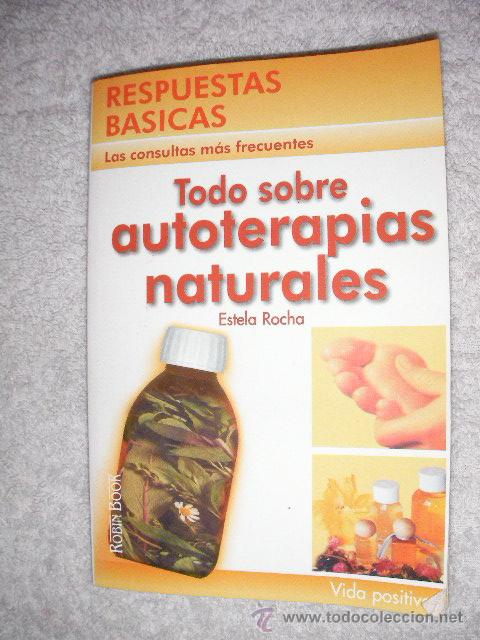 RESPUESTAS
BASICAS
Las consultas más frecuentes
Todo sobre
autoterapias
naturales
Estela Rocha
ROBIN BOOK
Vida positiva
todocoleccion
www.todocoleccion.net